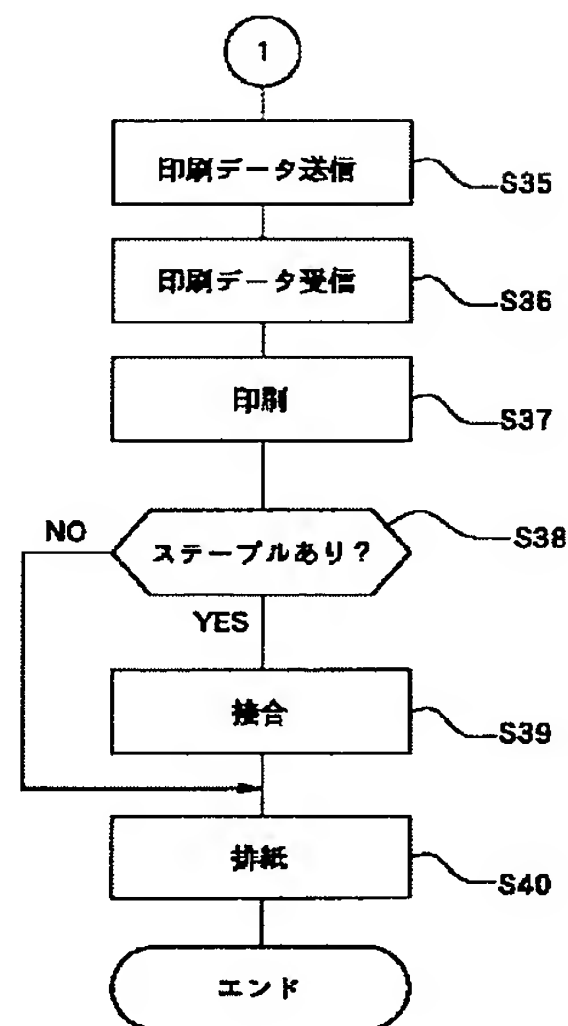 1
印刷データ送信
S35
印刷データ受信
S36
印刷
S37
ステープルあり?
S38
NO
YES
接合
S39
排紙
S40
エンド